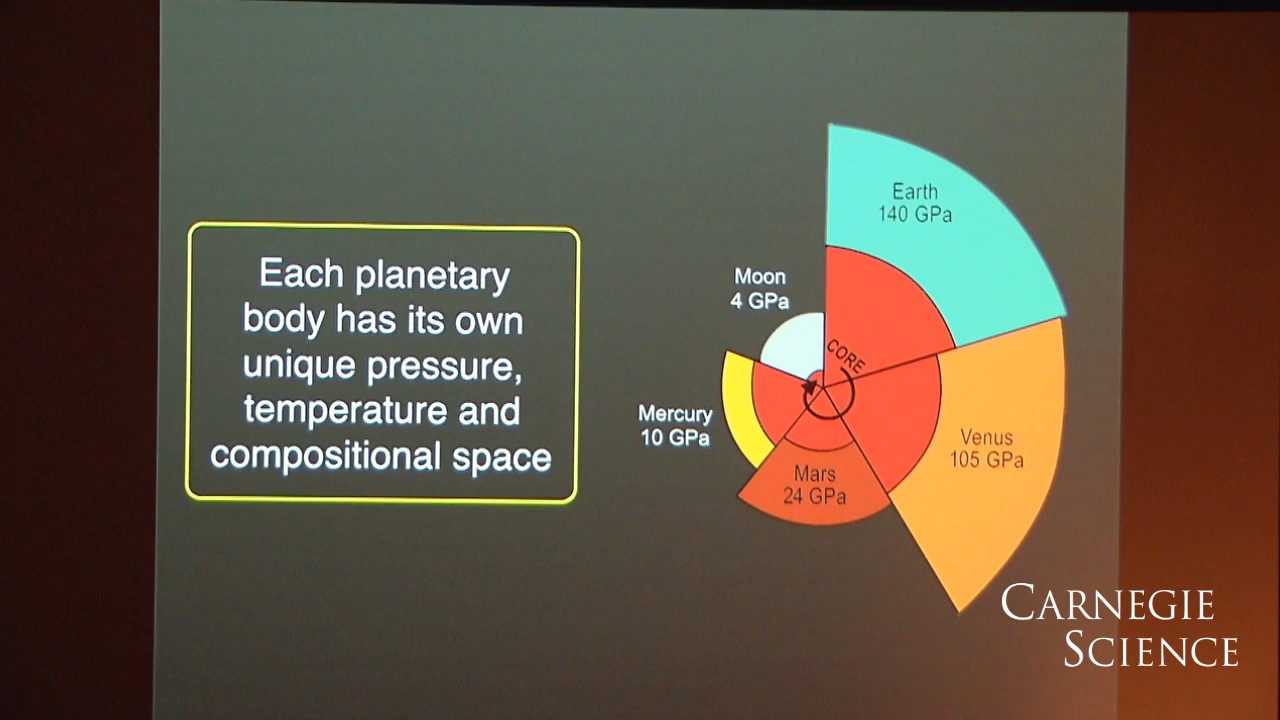 Each planetary
body has its own
unique pressure,
temperature and
compositional space
Earth
140 GPa
Moon
4 GPa
CORE
Mercury
10 GPa
Venus
105 GPa
Mars
24 GPa
CARNEGIE
SCIENCE